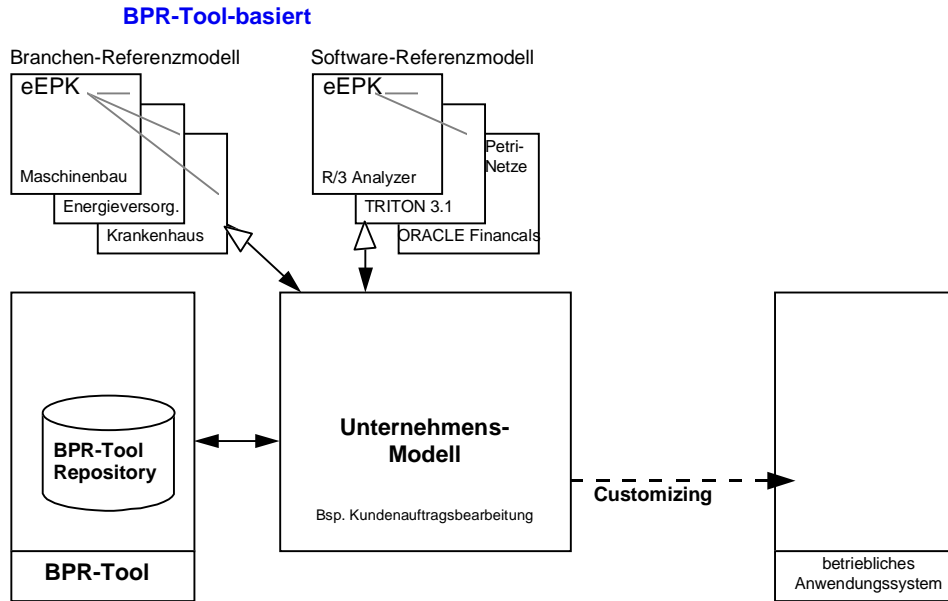 BPR-Tool-basiert
Branchen-Referenzmodell
eEPK
Maschinenbau
Energieversorg.
Krankenhaus
Software-Referenzmodell
eEPK
R/3 Analyzer
TRITON 3.1
Petri-
Netze
ORACLE Financals
BPR-Tool
Repository
BPR-Tool
Unternehmens-
Modell
Bsp. Kundenauftragsbearbeitung
Customizing
betriebliches
Anwendungssystem